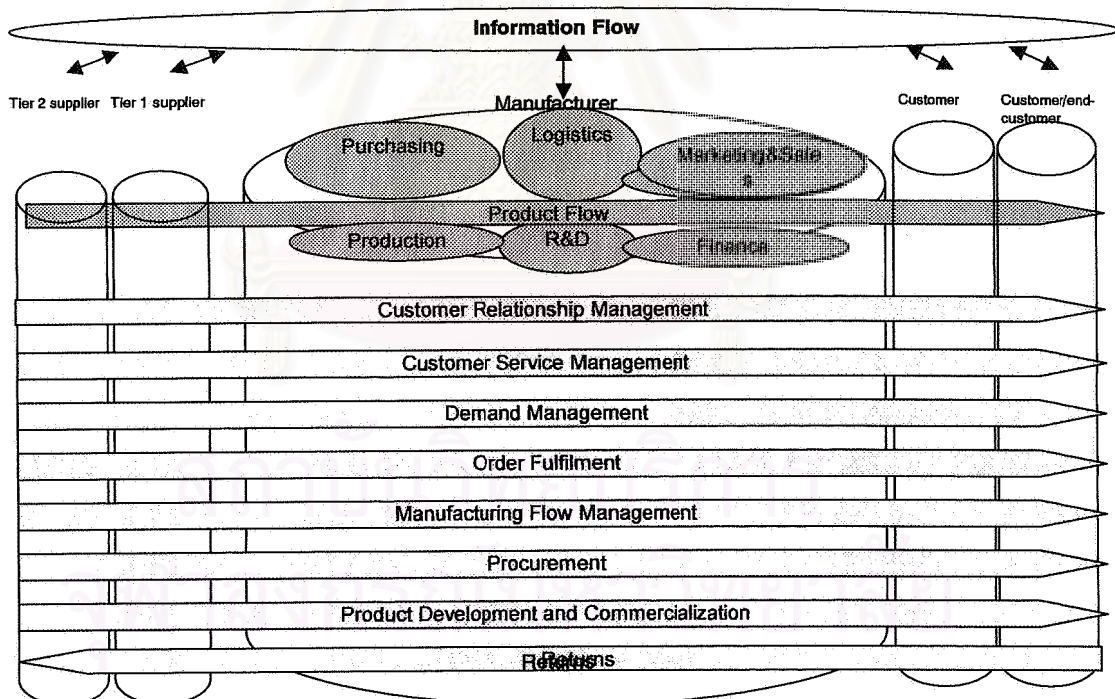 Information Flow
Tier 2 supplier
Tier 1 supplier
Manufacturer
Customer
Customer/end-
customer
Purchasing
Logistics
Marketing&Sale
s
Product Flow
Production
R&D
Finance
Customer Relationship Management
Customer Service Management
Demand Management
Order Fulfilment
Manufacturing Flow Management
Procurement
Product Development and Commercialization
Returns